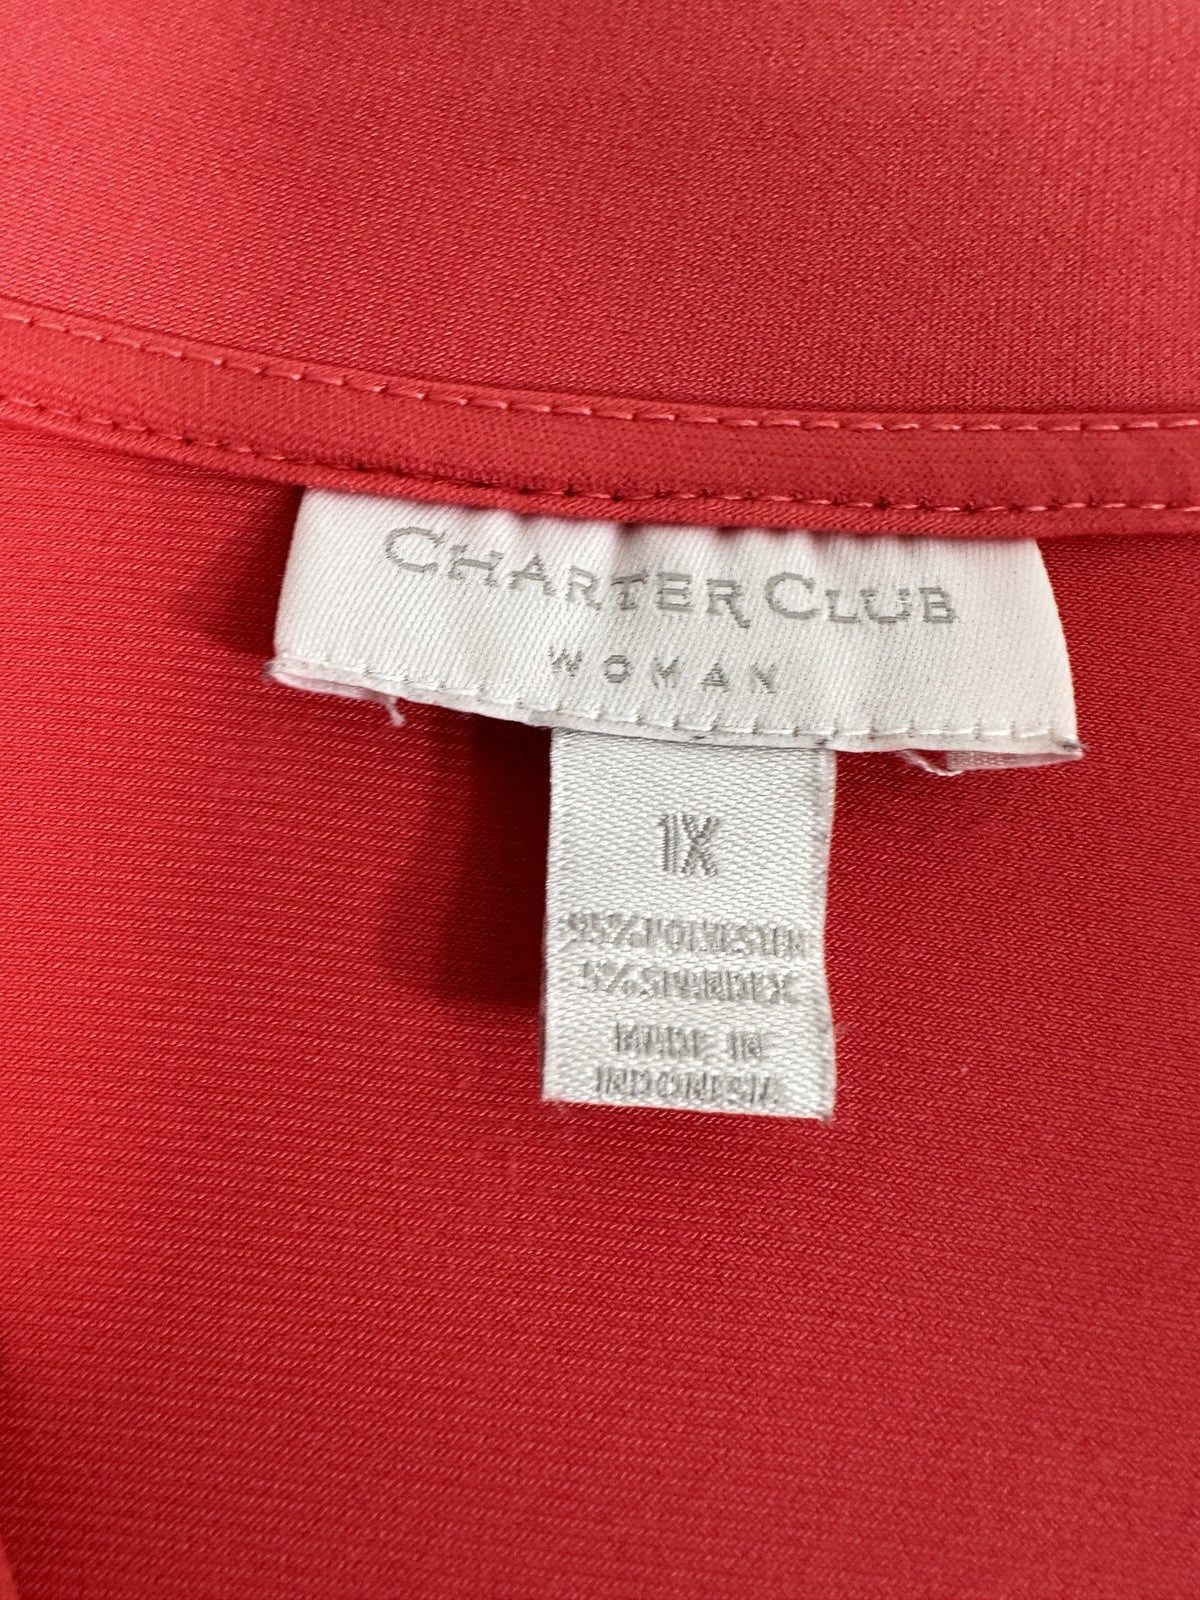 CHARTER CLUB
WOMAN
1X
95% POLYESTER
5% SPANDEX
MADE IN
INDONESIA